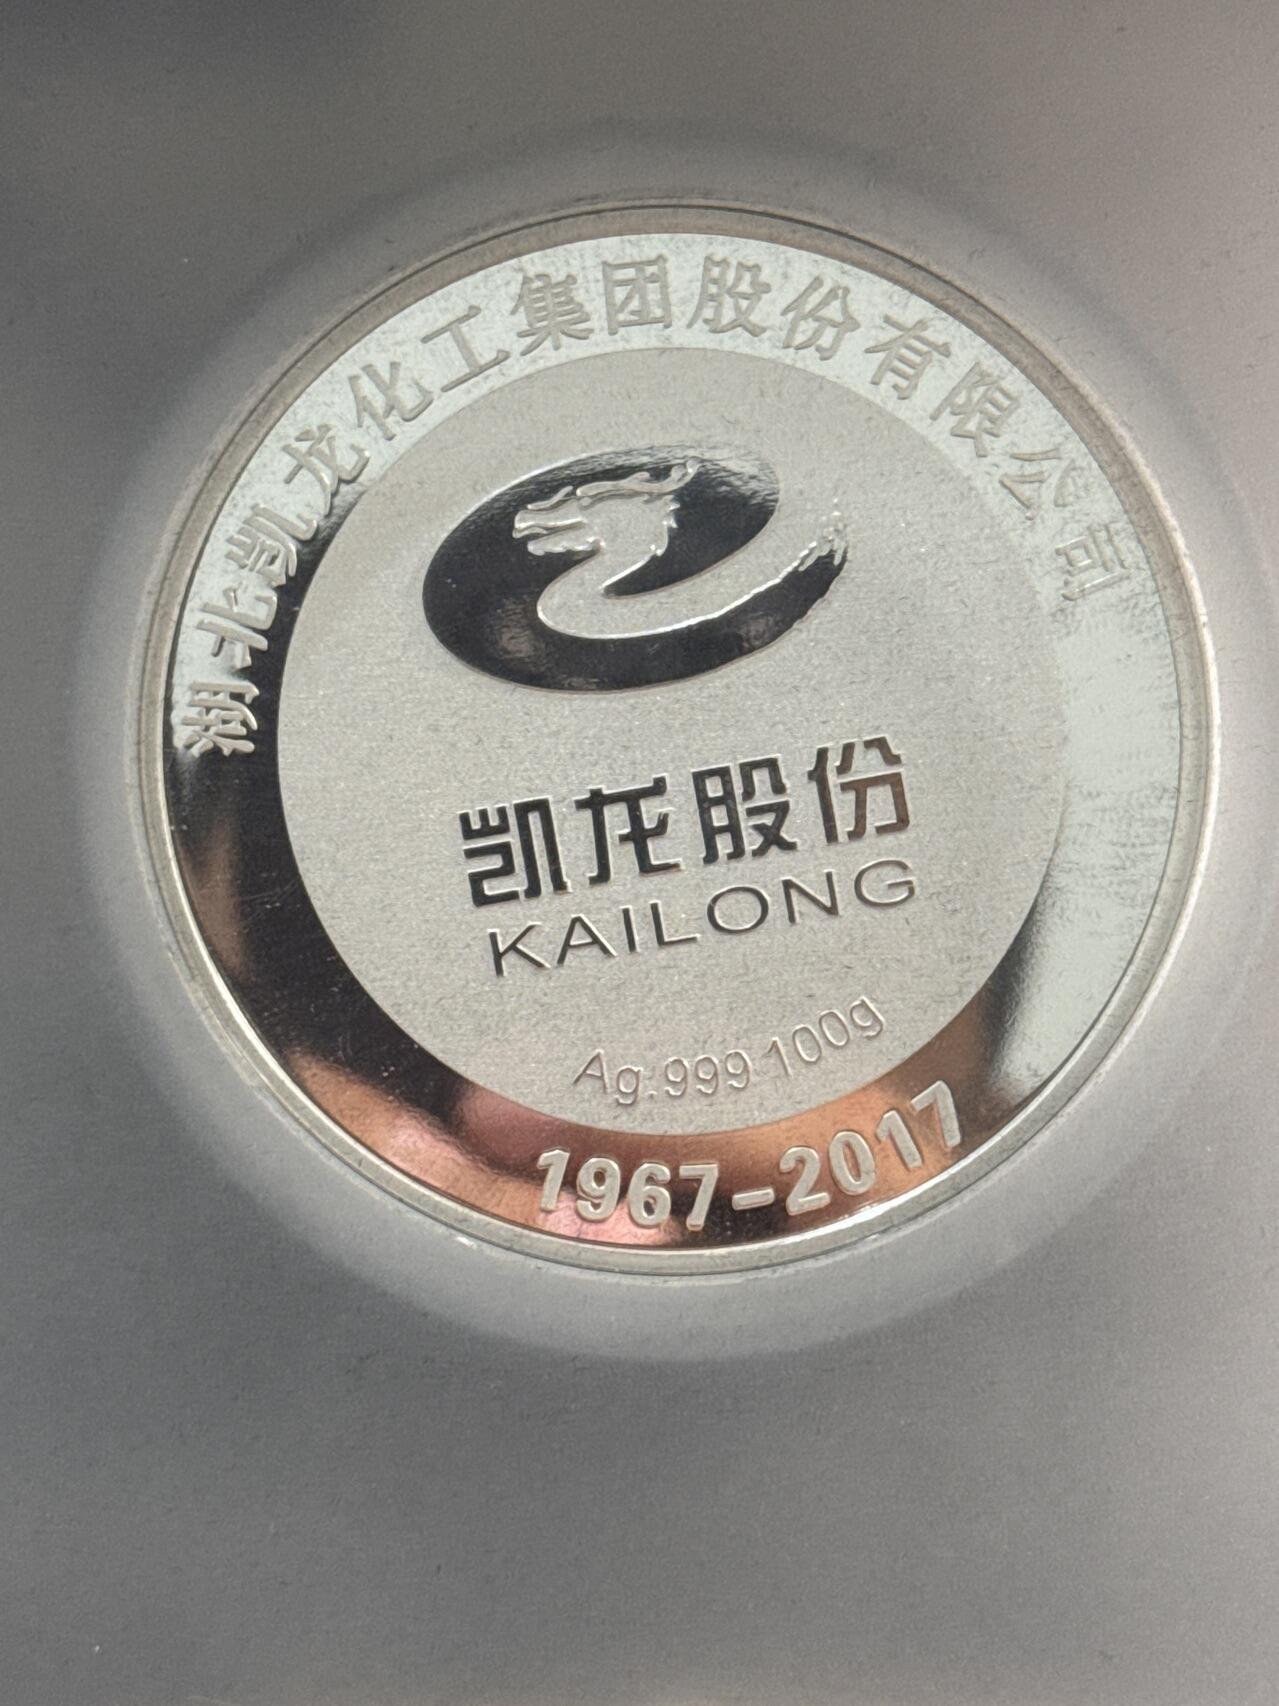 湖北凯龙化工集团股份有限公司
凯龙股份
KAILONG
Ag.999 100g
1967-2017